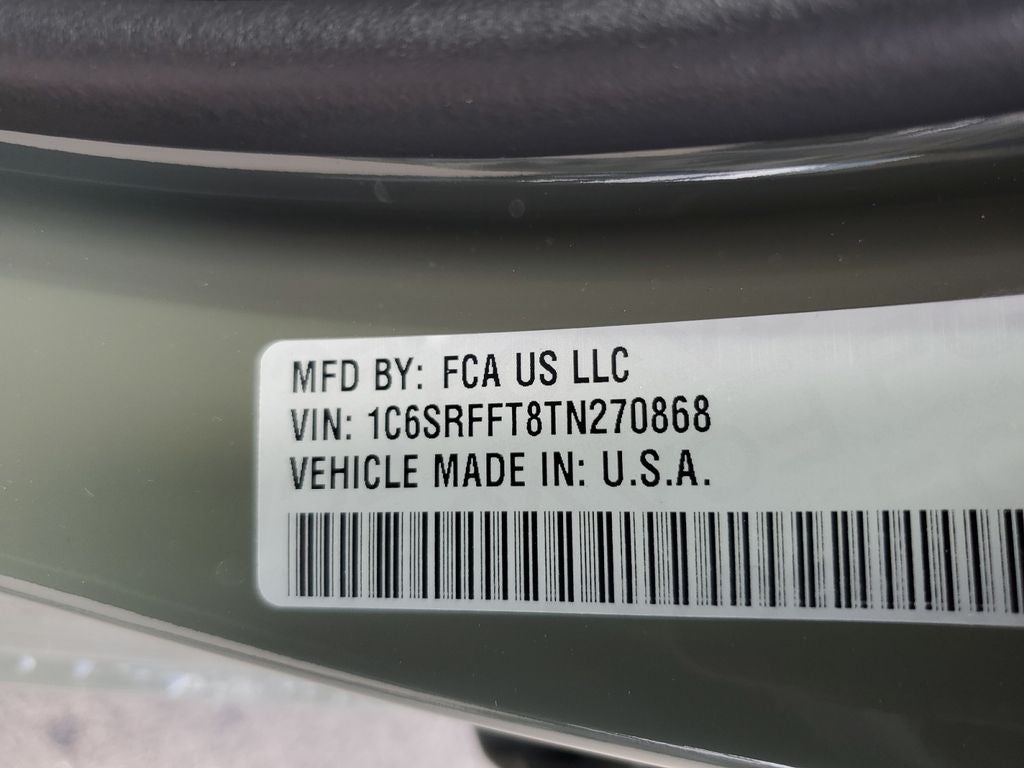 MFD BY: FCA US LLC
VIN: 1C6SRFFT8TN270868
VEHICLE MADE IN: U.S.A.